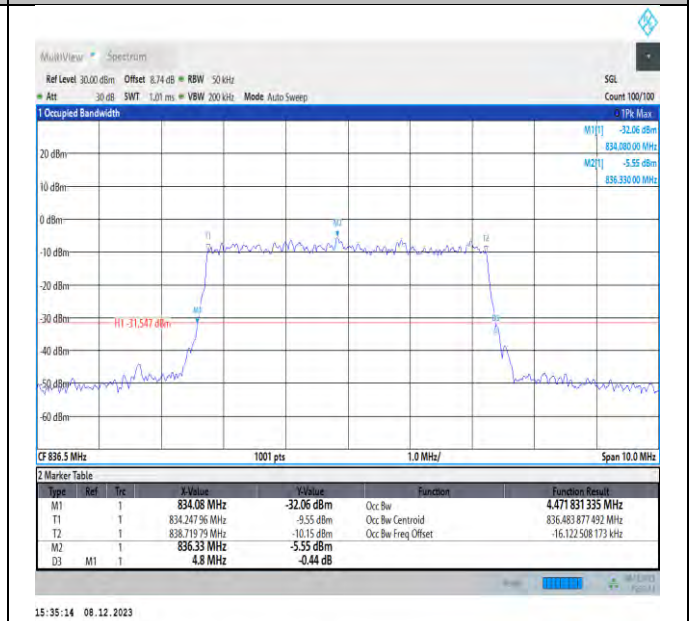 MultiView Spectrum
Ref Level 30.00 dBm Offset 8.74 dB RBW 50 kHz SGL
Att 30 dB SWT 1.01 ms VBW 200 kHz Mode Auto Sweep Count 100/100
1 Occupied Bandwidth 1Pk Max
M1[1] -32.06 dBm
834.080 00 MHz
M2[1] -5.55 dBm
836.330 00 MHz
20 dBm
10 dBm
0 dBm
T1 M2 T2
-10 dBm
-20 dBm
-30 dBm
M1 D3
H1 -31.547 dBm
-40 dBm
-50 dBm
-60 dBm
CF 836.5 MHz 1001 pts 1.0 MHz/ Span 10.0 MHz
2 Marker Table
Type Ref Trc X-Value Y-Value Function Function Result
M1 1 834.08 MHz -32.06 dBm Occ Bw 4.471 831 335 MHz
T1 1 834.247 96 MHz -9.55 dBm Occ Bw Centroid 836.483 877 492 MHz
T2 1 838.719 79 MHz -10.15 dBm Occ Bw Freq Offset -16.122 508 173 kHz
M2 1 836.33 MHz -5.55 dBm
D3 M1 1 4.8 MHz -0.44 dB
15:35:14 08.12.2023